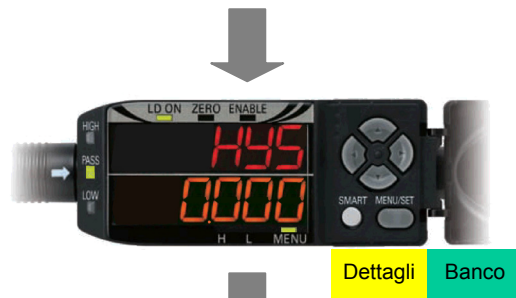 LD ON ZERO ENABLE
HIGH
HYS
PASS
0.000
LOW
H L MENU
SMART MENU/SET
Dettagli Banco